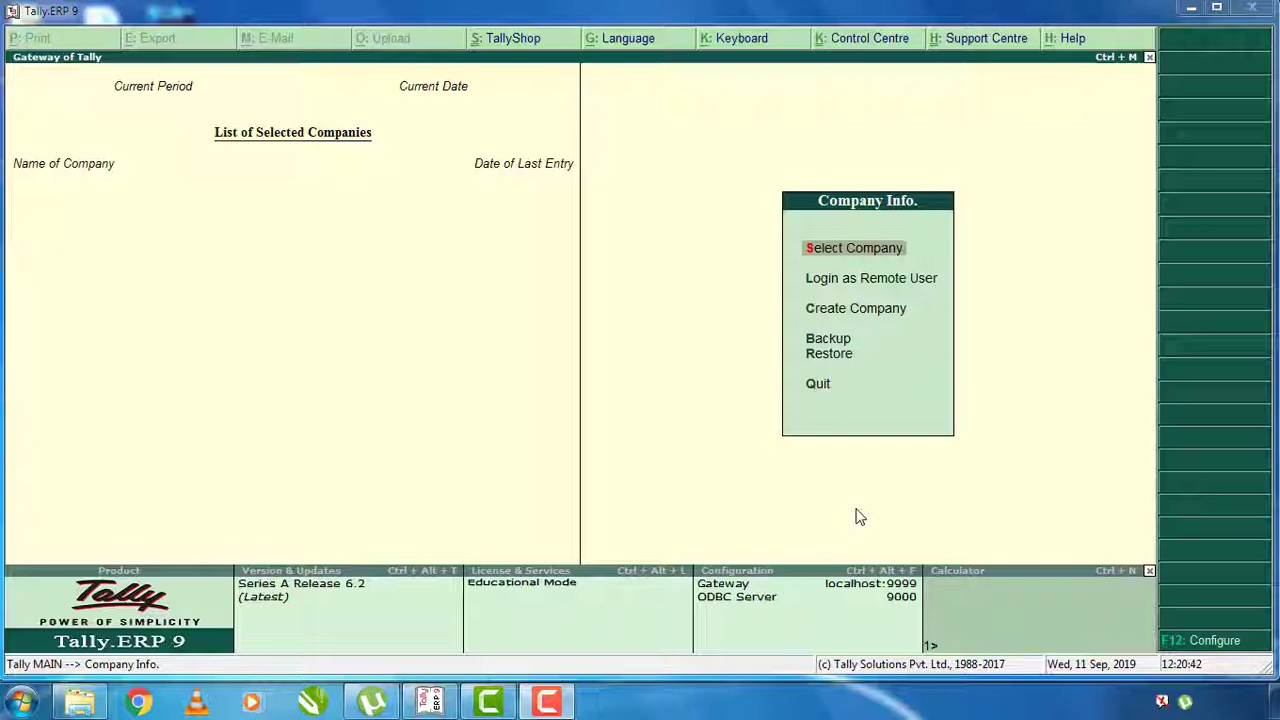 Tally.ERP 9
P: Print E: Export M: E-Mail O: Upload S: TallyShop G: Language K: Keyboard K: Control Centre H: Support Centre H: Help
Gateway of Tally Ctrl + M
Current Period Current Date
List of Selected Companies
Name of Company Date of Last Entry
Company Info.
Select Company
Login as Remote User
Create Company
Backup
Restore
Quit
Product Version & Updates Ctrl + Alt + T License & Services Ctrl + Alt + L Configuration Ctrl + Alt + F Calculator Ctrl + N
Tally
POWER OF SIMPLICITY
Tally.ERP 9
Series A Release 6.2
(Latest)
Educational Mode
Gateway localhost:9999
ODBC Server 9000
1>
F12: Configure
Tally MAIN --> Company Info. (c) Tally Solutions Pvt. Ltd., 1988-2017 Wed, 11 Sep, 2019 12:20:42